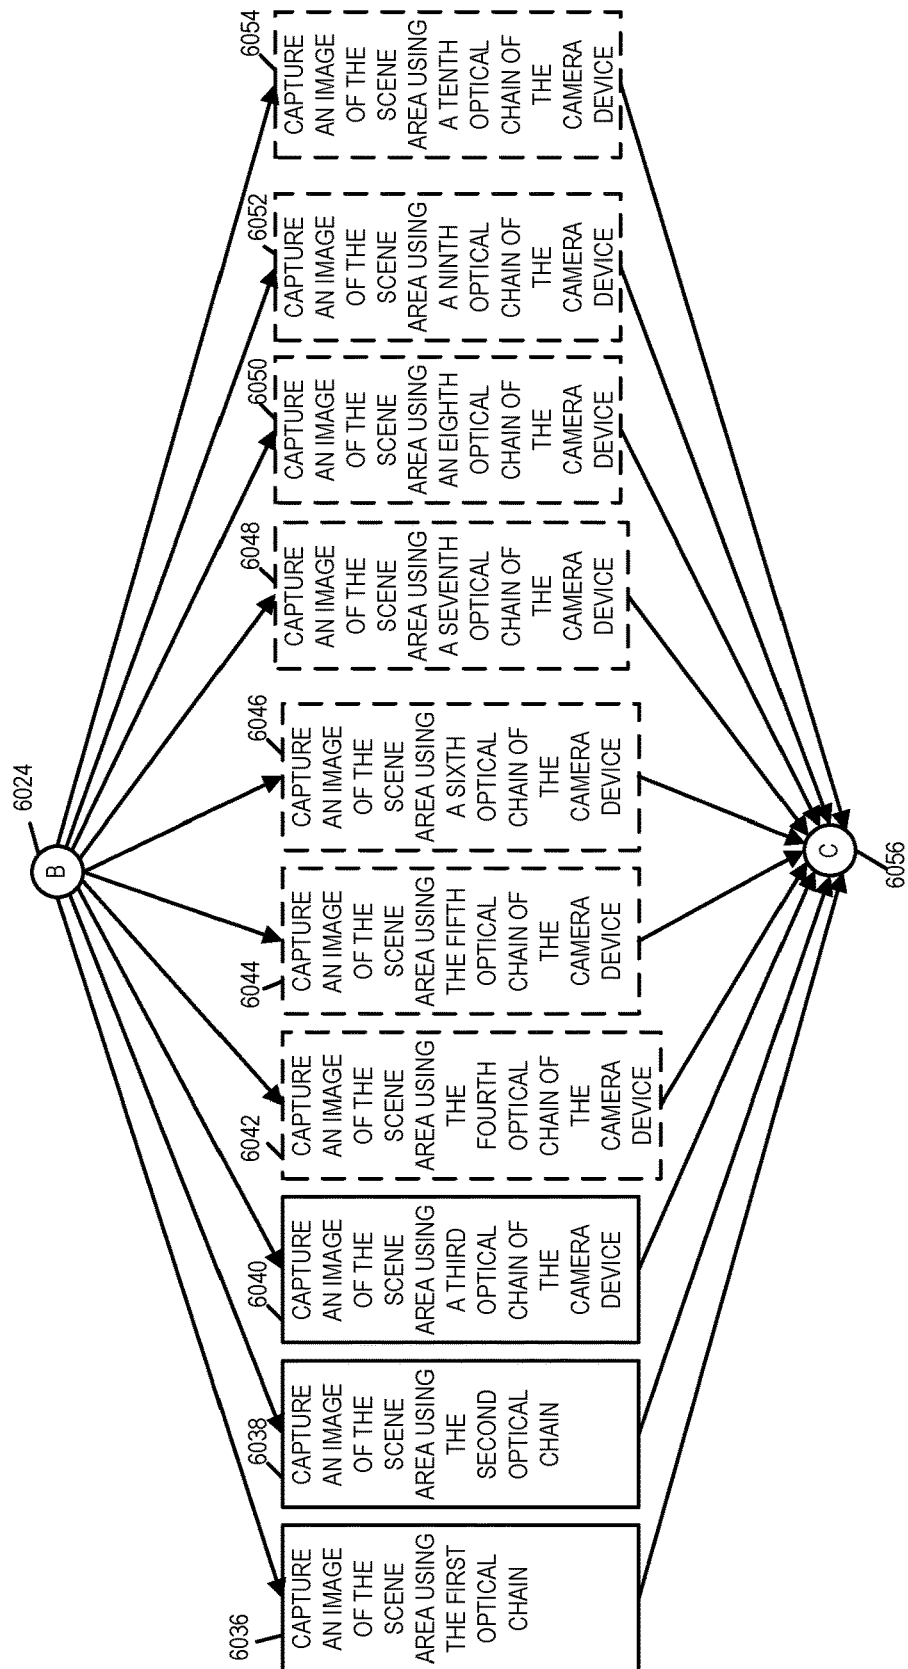 6024
B
6036
CAPTURE
AN IMAGE
OF THE
SCENE
AREA USING
THE FIRST
OPTICAL
CHAIN
6038
CAPTURE
AN IMAGE
OF THE
SCENE
AREA USING
THE
SECOND
OPTICAL
CHAIN
6040
CAPTURE
AN IMAGE
OF THE
SCENE
AREA USING
A THIRD
OPTICAL
CHAIN OF
THE
CAMERA
DEVICE
6042
CAPTURE
AN IMAGE
OF THE
SCENE
AREA USING
THE
FOURTH
OPTICAL
CHAIN OF
THE
CAMERA
DEVICE
6044
CAPTURE
AN IMAGE
OF THE
SCENE
AREA USING
THE FIFTH
OPTICAL
CHAIN OF
THE
CAMERA
DEVICE
6046
CAPTURE
AN IMAGE
OF THE
SCENE
AREA USING
A SIXTH
OPTICAL
CHAIN OF
THE
CAMERA
DEVICE
6048
CAPTURE
AN IMAGE
OF THE
SCENE
AREA USING
A SEVENTH
OPTICAL
CHAIN OF
THE
CAMERA
DEVICE
6050
CAPTURE
AN IMAGE
OF THE
SCENE
AREA USING
AN EIGHTH
OPTICAL
CHAIN OF
THE
CAMERA
DEVICE
6052
CAPTURE
AN IMAGE
OF THE
SCENE
AREA USING
A NINTH
OPTICAL
CHAIN OF
THE
CAMERA
DEVICE
6054
CAPTURE
AN IMAGE
OF THE
SCENE
AREA USING
A TENTH
OPTICAL
CHAIN OF
THE
CAMERA
DEVICE
C
6056